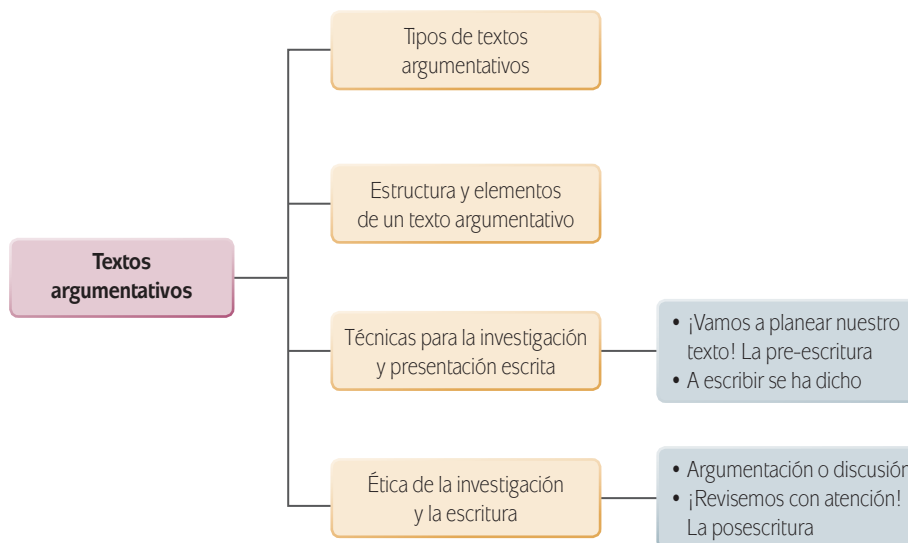 Tipos de textos
argumentativos
Estructura y elementos
de un texto argumentativo
Textos
argumentativos
Técnicas para la investigación
y presentación escrita
• ¡Vamos a planear nuestro
texto! La pre-escritura
• A escribir se ha dicho
Ética de la investigación
y la escritura
• Argumentación o discusión
• ¡Revisemos con atención!
La posescritura